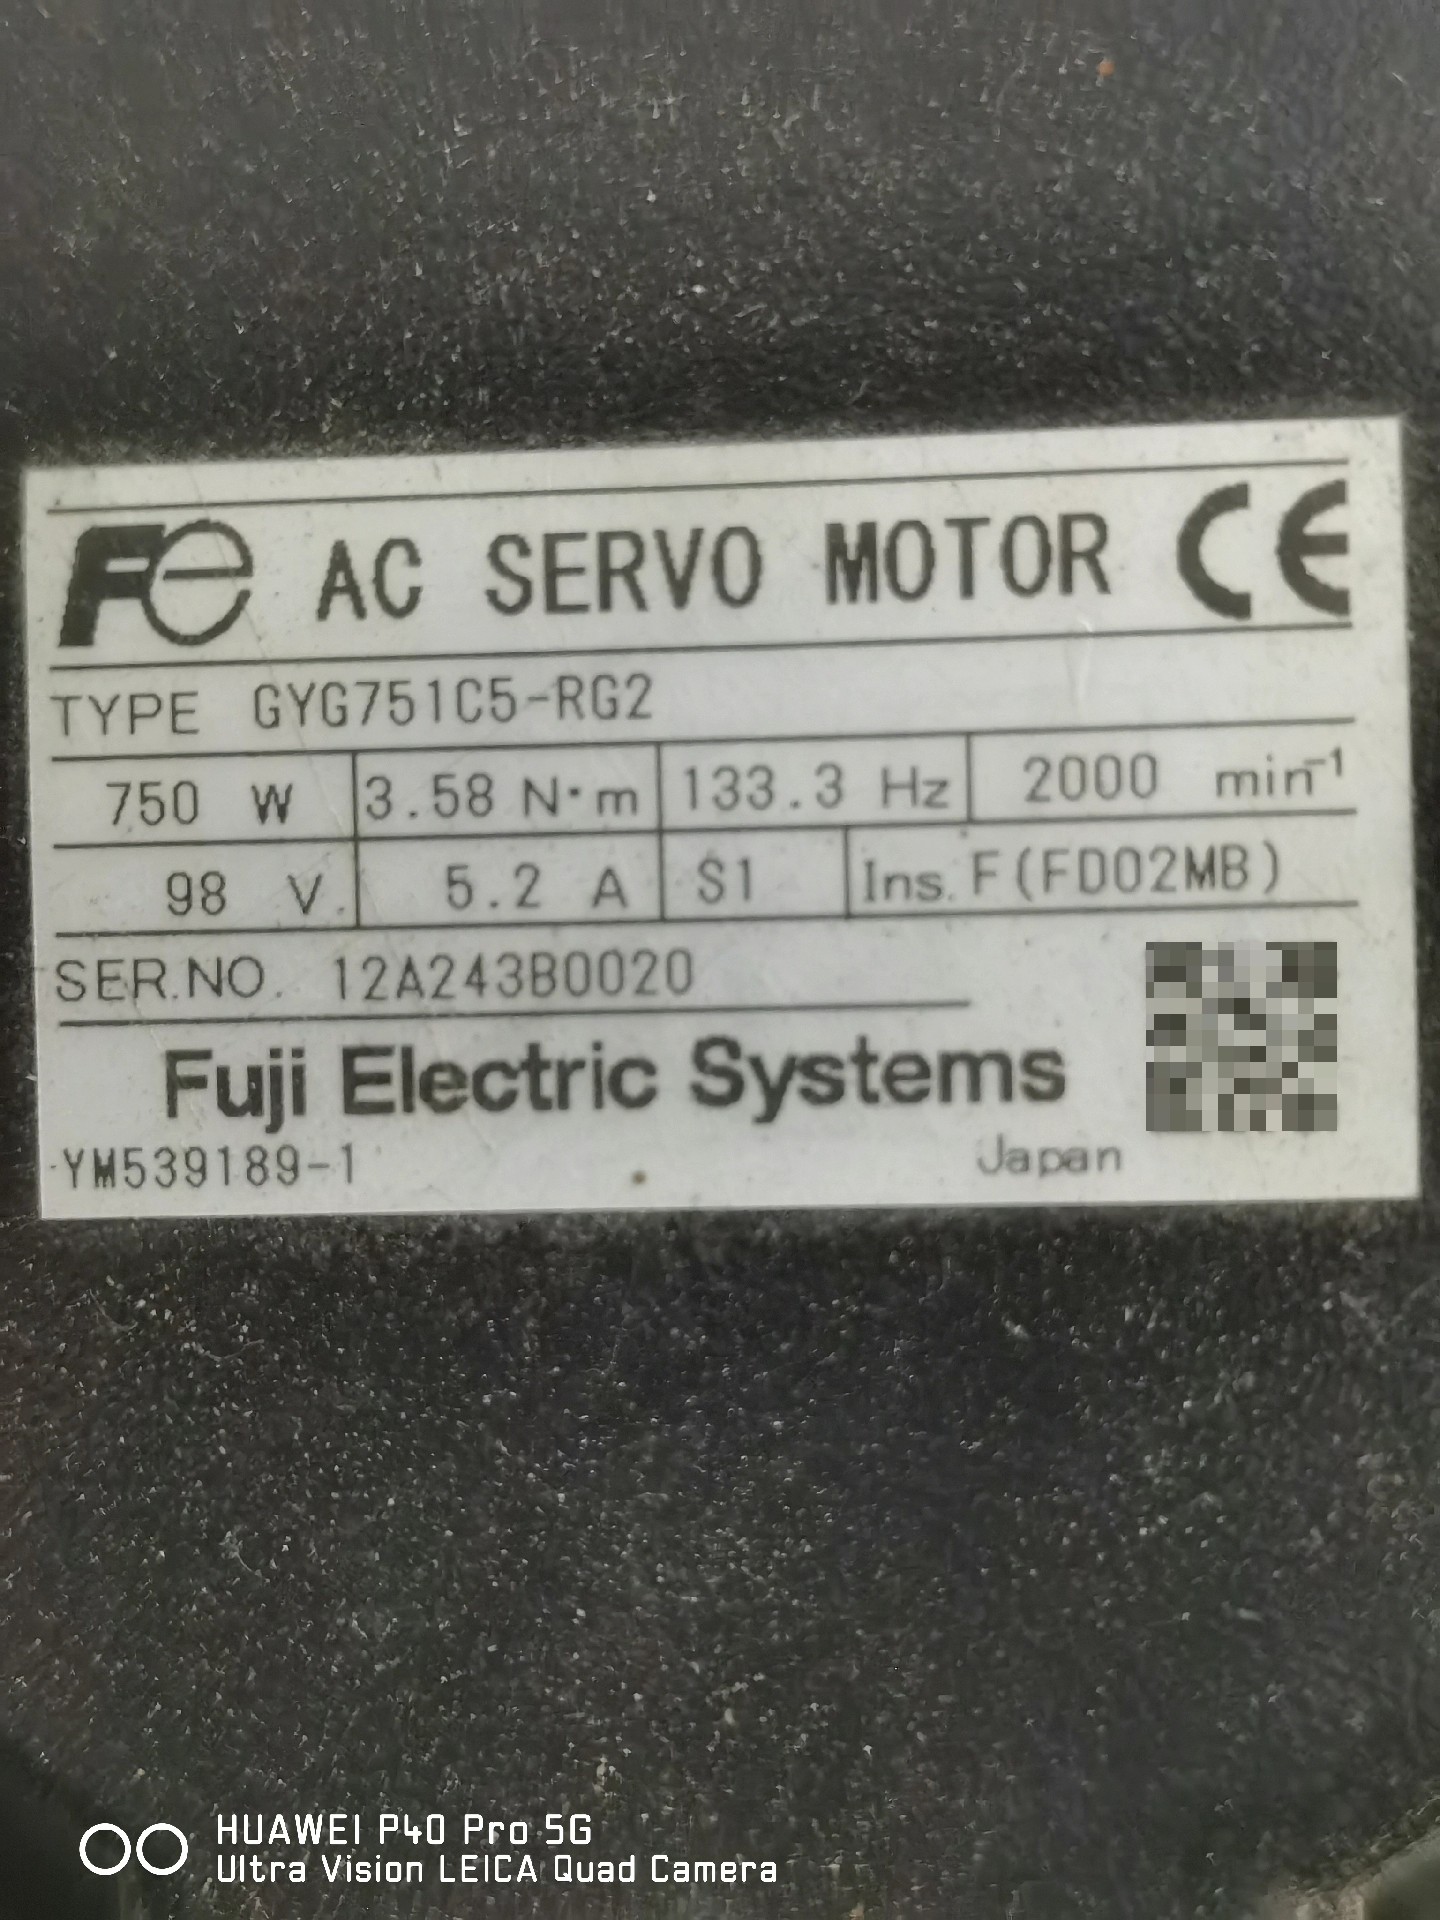 Fe AC SERVO MOTOR CE
TYPE GYG751C5-RG2
750 W 3.58 N·m 133.3 Hz 2000 min⁻¹
98 V 5.2 A S1 Ins. F(FD02MB)
SER.NO. 12A243B0020
Fuji Electric Systems
YM539189-1 Japan
HUAWEI P40 Pro 5G
Ultra Vision LEICA Quad Camera